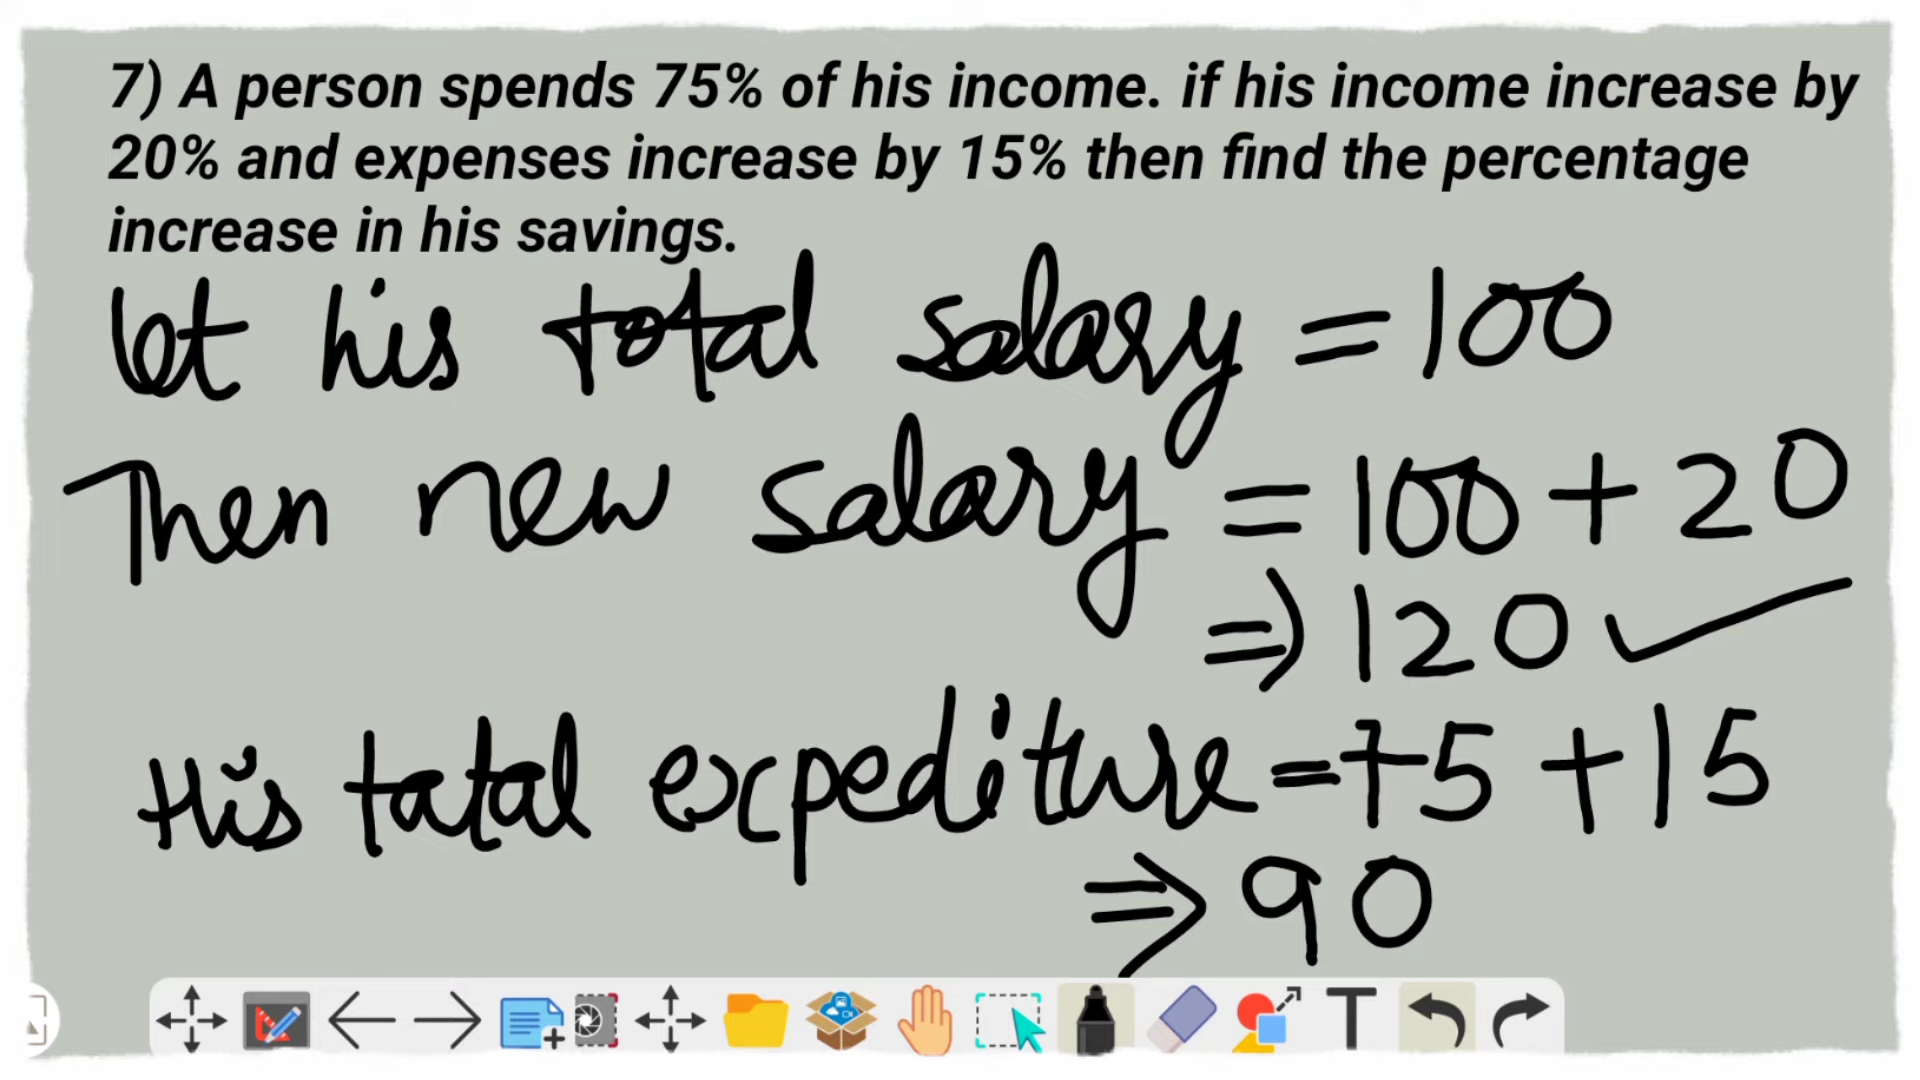 7) A person spends 75% of his income. if his income increase by
20% and expenses increase by 15% then find the percentage
increase in his savings.
let his total salary = 100
Then new salary = 100 + 20
⇒ 120 ✓
His tatal expediture = 75 + 15
⇒ 90
T